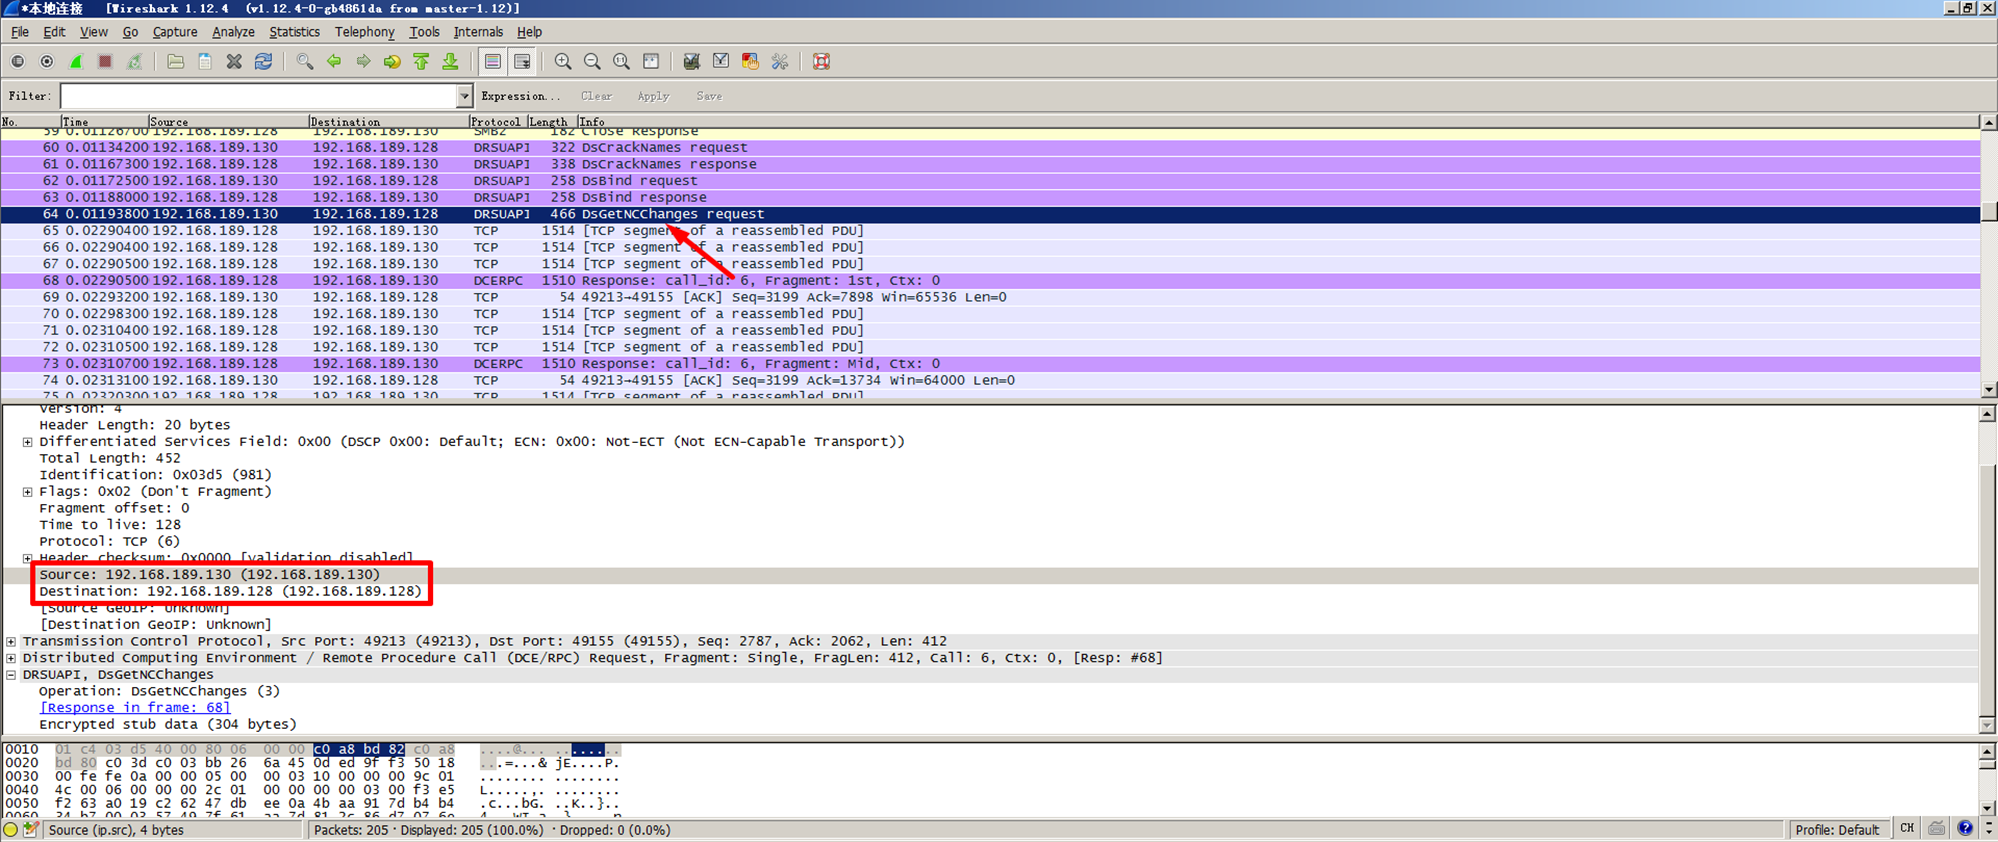 *本地连接 [Wireshark 1.12.4 (v1.12.4-0-gb4861da from master-1.12)]
File Edit View Go Capture Analyze Statistics Telephony Tools Internals Help
Filter: Expression... Clear Apply Save
No. Time Source Destination Protocol Length Info
59 0.01126700 192.168.189.128 192.168.189.130 SMB2 182 Close Response
60 0.01134200 192.168.189.130 192.168.189.128 DRSUAPI 322 DsCrackNames request
61 0.01167300 192.168.189.128 192.168.189.130 DRSUAPI 338 DsCrackNames response
62 0.01172500 192.168.189.130 192.168.189.128 DRSUAPI 258 DsBind request
63 0.01188000 192.168.189.128 192.168.189.130 DRSUAPI 258 DsBind response
64 0.01193800 192.168.189.130 192.168.189.128 DRSUAPI 466 DsGetNCChanges request
65 0.02290400 192.168.189.128 192.168.189.130 TCP 1514 [TCP segment of a reassembled PDU]
66 0.02290400 192.168.189.128 192.168.189.130 TCP 1514 [TCP segment of a reassembled PDU]
67 0.02290500 192.168.189.128 192.168.189.130 TCP 1514 [TCP segment of a reassembled PDU]
68 0.02290500 192.168.189.128 192.168.189.130 DCERPC 1510 Response: call_id: 6, Fragment: 1st, Ctx: 0
69 0.02293200 192.168.189.130 192.168.189.128 TCP 54 49213→49155 [ACK] Seq=3199 Ack=7898 Win=65536 Len=0
70 0.02298300 192.168.189.128 192.168.189.130 TCP 1514 [TCP segment of a reassembled PDU]
71 0.02310400 192.168.189.128 192.168.189.130 TCP 1514 [TCP segment of a reassembled PDU]
72 0.02310500 192.168.189.128 192.168.189.130 TCP 1514 [TCP segment of a reassembled PDU]
73 0.02310700 192.168.189.128 192.168.189.130 DCERPC 1510 Response: call_id: 6, Fragment: Mid, Ctx: 0
74 0.02313100 192.168.189.130 192.168.189.128 TCP 54 49213→49155 [ACK] Seq=3199 Ack=13734 Win=64000 Len=0
75 0.02320300 192.168.189.128 192.168.189.130 TCP 1514 [TCP segment of a reassembled PDU]
Version: 4
Header Length: 20 bytes
Differentiated Services Field: 0x00 (DSCP 0x00: Default; ECN: 0x00: Not-ECT (Not ECN-Capable Transport))
Total Length: 452
Identification: 0x03d5 (981)
Flags: 0x02 (Don't Fragment)
Fragment offset: 0
Time to live: 128
Protocol: TCP (6)
Header checksum: 0x0000 [validation disabled]
Source: 192.168.189.130 (192.168.189.130)
Destination: 192.168.189.128 (192.168.189.128)
[Source GeoIP: Unknown]
[Destination GeoIP: Unknown]
Transmission Control Protocol, Src Port: 49213 (49213), Dst Port: 49155 (49155), Seq: 2787, Ack: 2062, Len: 412
Distributed Computing Environment / Remote Procedure Call (DCE/RPC) Request, Fragment: Single, FragLen: 412, Call: 6, Ctx: 0, [Resp: #68]
DRSUAPI, DsGetNCChanges
Operation: DsGetNCChanges (3)
[Response in frame: 68]
Encrypted stub data (304 bytes)
0010 01 c4 03 d5 40 00 80 06 00 00 c0 a8 bd 82 c0 a8 ....@... ........
0020 bd 80 c0 3d c0 03 bb 26 6a 45 0d ed 9f f3 50 18 ...=...& jE....P.
0030 00 fe fe 0a 00 00 05 00 00 03 10 00 00 00 9c 01 ........ ........
0040 4c 00 06 00 00 00 2c 01 00 00 00 00 03 00 f3 e5 L.....,. ........
0050 f2 63 a0 19 c2 62 47 db ee 0a 4b aa 91 7d b4 b4 .c...bG. ..K..}..
Source (ip.src), 4 bytes Packets: 205 · Displayed: 205 (100.0%) · Dropped: 0 (0.0%) Profile: Default CH